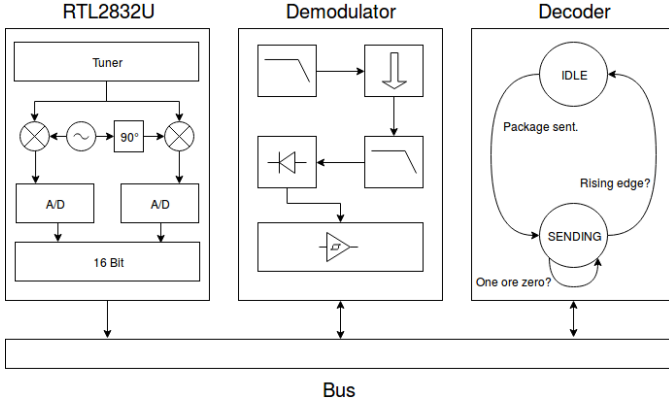 RTL2832U
Tuner
90°
A/D
A/D
16 Bit
Demodulator
Decoder
IDLE
Package sent.
Rising edge?
SENDING
One ore zero?
Bus